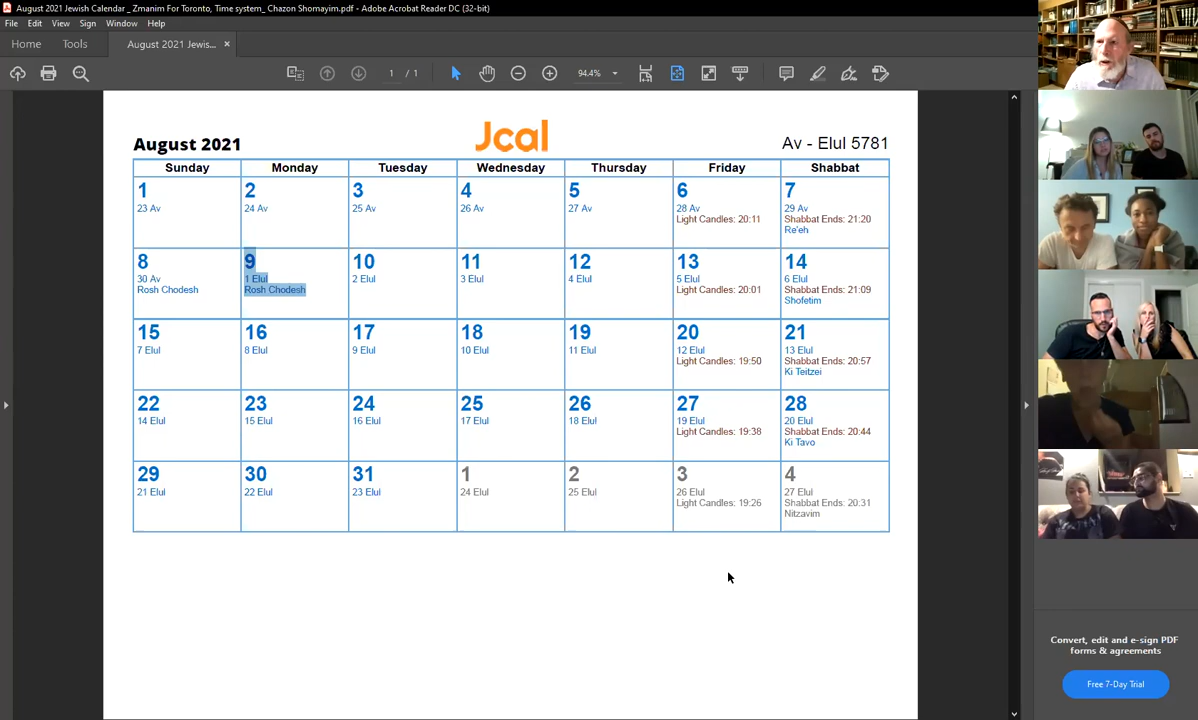 August 2021 Jewish Calendar _ Zmanim For Toronto, Time system_ Chazon Shomayim.pdf - Adobe Acrobat Reader DC (32-bit)
File Edit View Sign Window Help
Home Tools August 2021 Jewis... ×
1 / 1 94.4%
August 2021 Jcal Av - Elul 5781
Sunday Monday Tuesday Wednesday Thursday Friday Shabbat
1 2 3 4 5 6 7
23 Av 24 Av 25 Av 26 Av 27 Av 28 Av 29 Av
Light Candles: 20:11 Shabbat Ends: 21:20
Re'eh
8 9 10 11 12 13 14
30 Av 1 Elul 2 Elul 3 Elul 4 Elul 5 Elul 6 Elul
Rosh Chodesh Rosh Chodesh Light Candles: 20:01 Shabbat Ends: 21:09
Shofetim
15 16 17 18 19 20 21
7 Elul 8 Elul 9 Elul 10 Elul 11 Elul 12 Elul 13 Elul
Light Candles: 19:50 Shabbat Ends: 20:57
Ki Teitzei
22 23 24 25 26 27 28
14 Elul 15 Elul 16 Elul 17 Elul 18 Elul 19 Elul 20 Elul
Light Candles: 19:38 Shabbat Ends: 20:44
Ki Tavo
29 30 31 1 2 3 4
21 Elul 22 Elul 23 Elul 24 Elul 25 Elul 26 Elul 27 Elul
Light Candles: 19:26 Shabbat Ends: 20:31
Nitzavim
Convert, edit and e-sign PDF
forms & agreements
Free 7-Day Trial